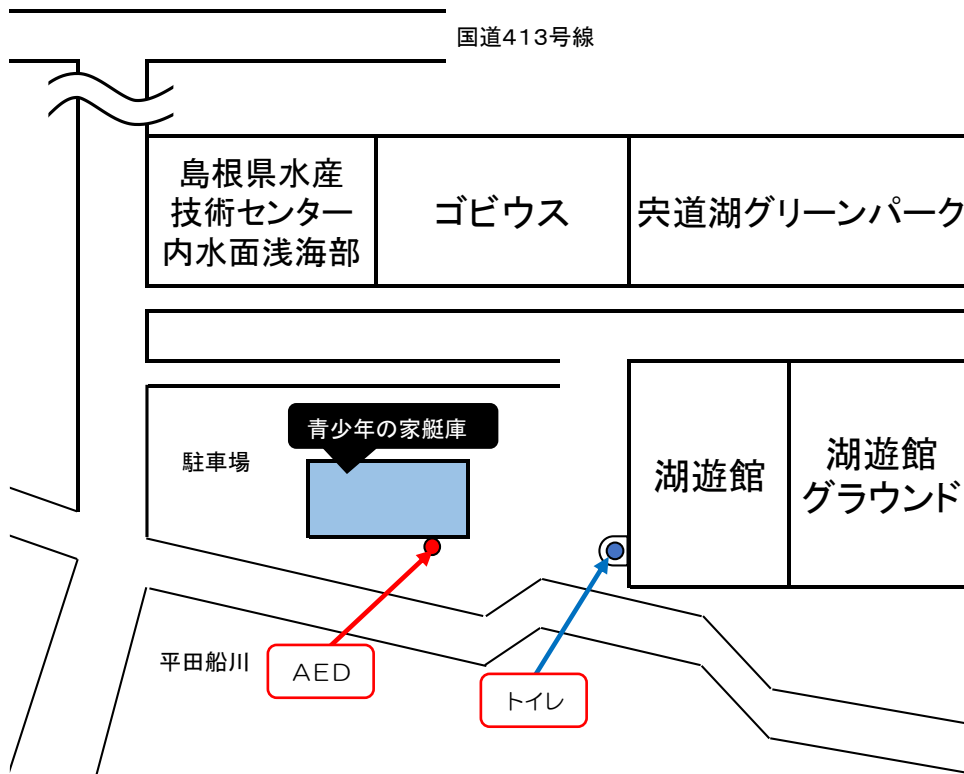 国道413号線
島根県水産
技術センター
内水面浅海部
ゴビウス
宍道湖グリーンパーク
青少年の家艇庫
駐車場
湖遊館
湖遊館
グラウンド
平田船川
AED
トイレ